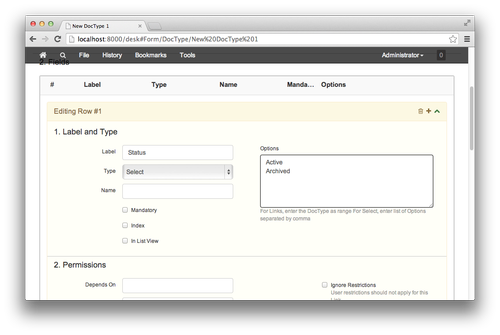 New DocType 1
localhost:8000/desk#Form/DocType/New%20DocType%201
File History Bookmarks Tools Administrator 0
2. Fields
# Label Type Name Manda... Options
Editing Row #1
1. Label and Type
Label Status
Options
Active
Archived
Type Select
Name
For Links, enter the DocType as range For Select, enter list of Options
separated by comma
Mandatory
Index
In List View
2. Permissions
Depends On
Ignore Restrictions
User restrictions should not apply for this